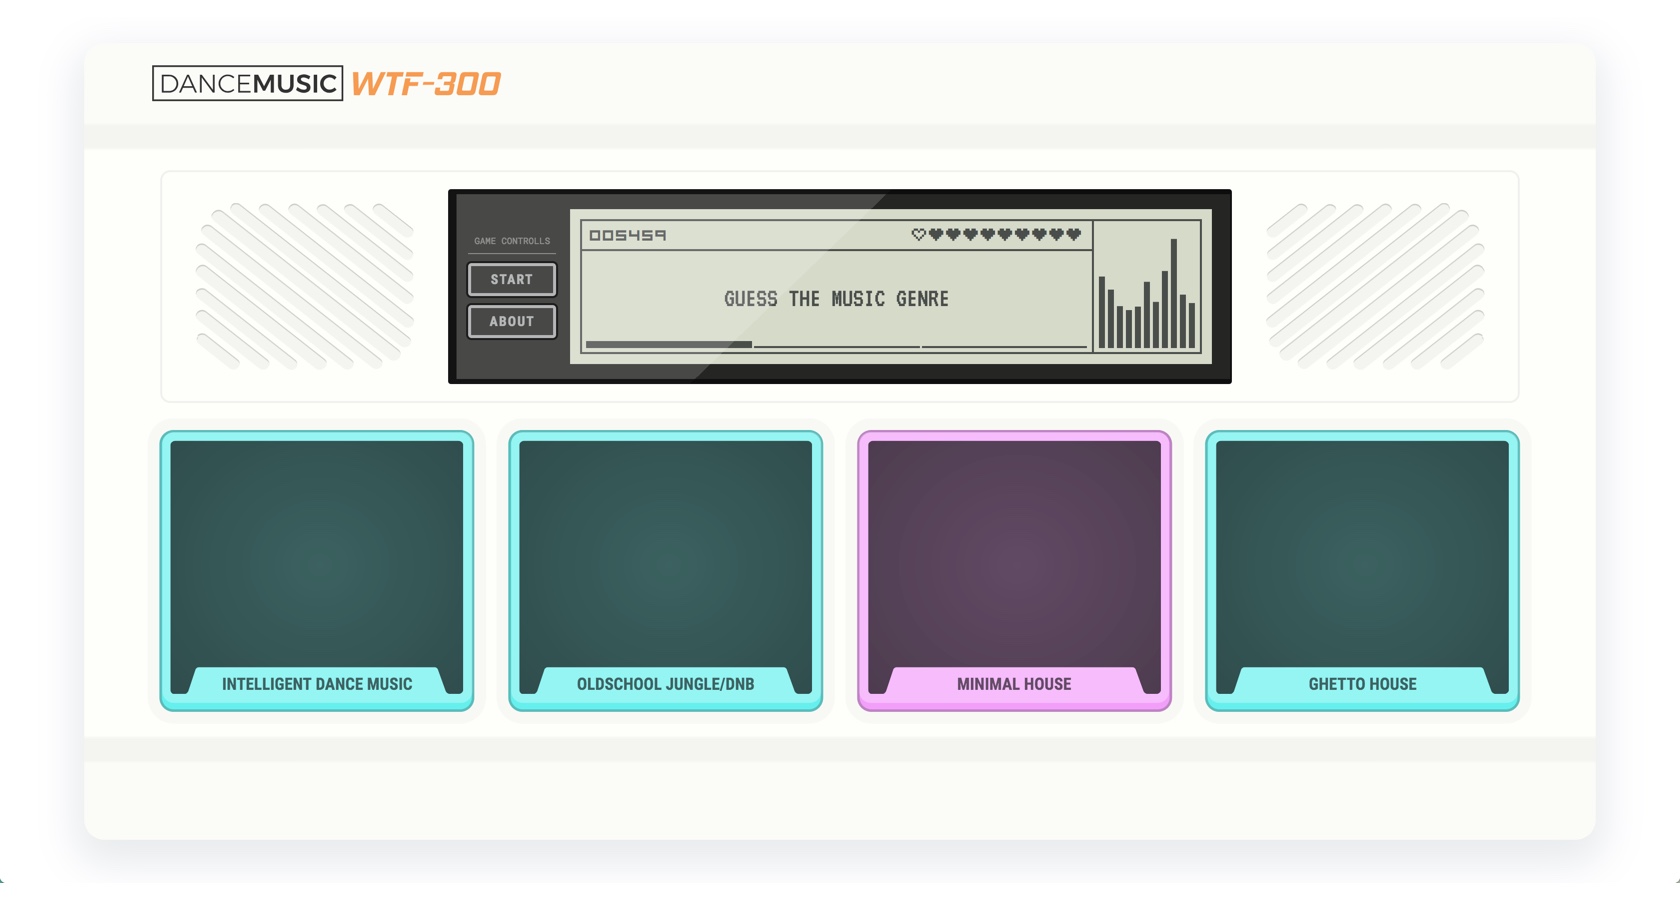 DANCEMUSIC WTF-300
GAME CONTROLLS
START
ABOUT
005459
GUESS THE MUSIC GENRE
INTELLIGENT DANCE MUSIC
OLDSCHOOL JUNGLE/DNB
MINIMAL HOUSE
GHETTO HOUSE